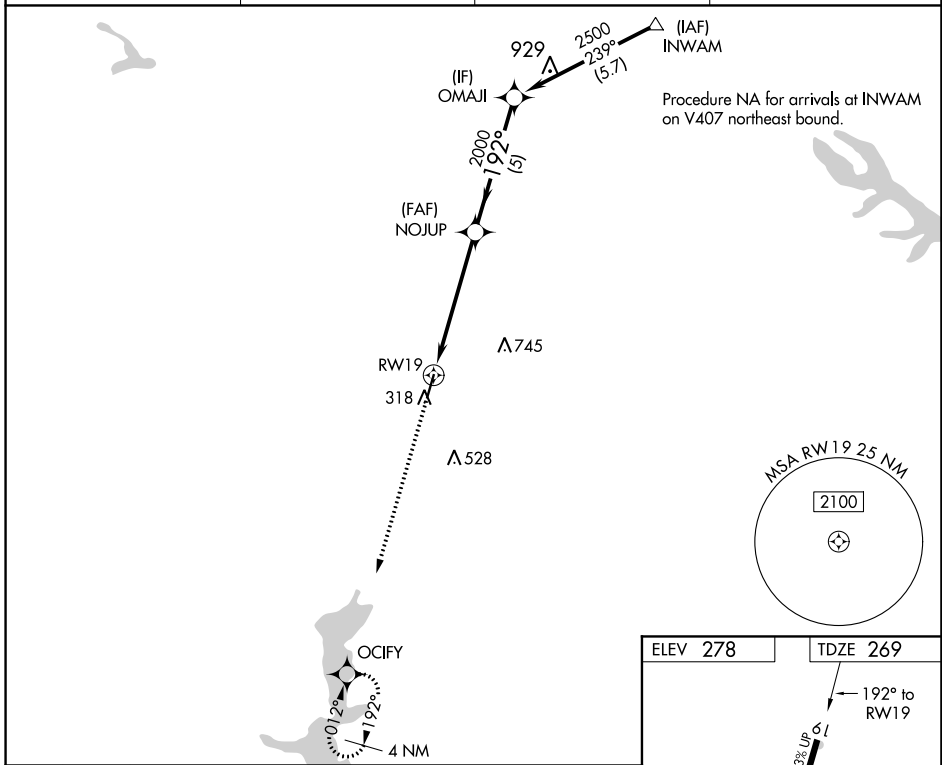 (IAF)
INWAM
2500
239°
(5.7)
929
(IF)
OMAJI
Procedure NA for arrivals at INWAM
on V407 northeast bound.
2000
192°
(5)
(FAF)
NOJUP
745
RW19
318
528
MSA RW19 25 NM
2100
OCIFY
012°
192°
4 NM
ELEV 278
TDZE 269
192° to
RW19
19
3% UP